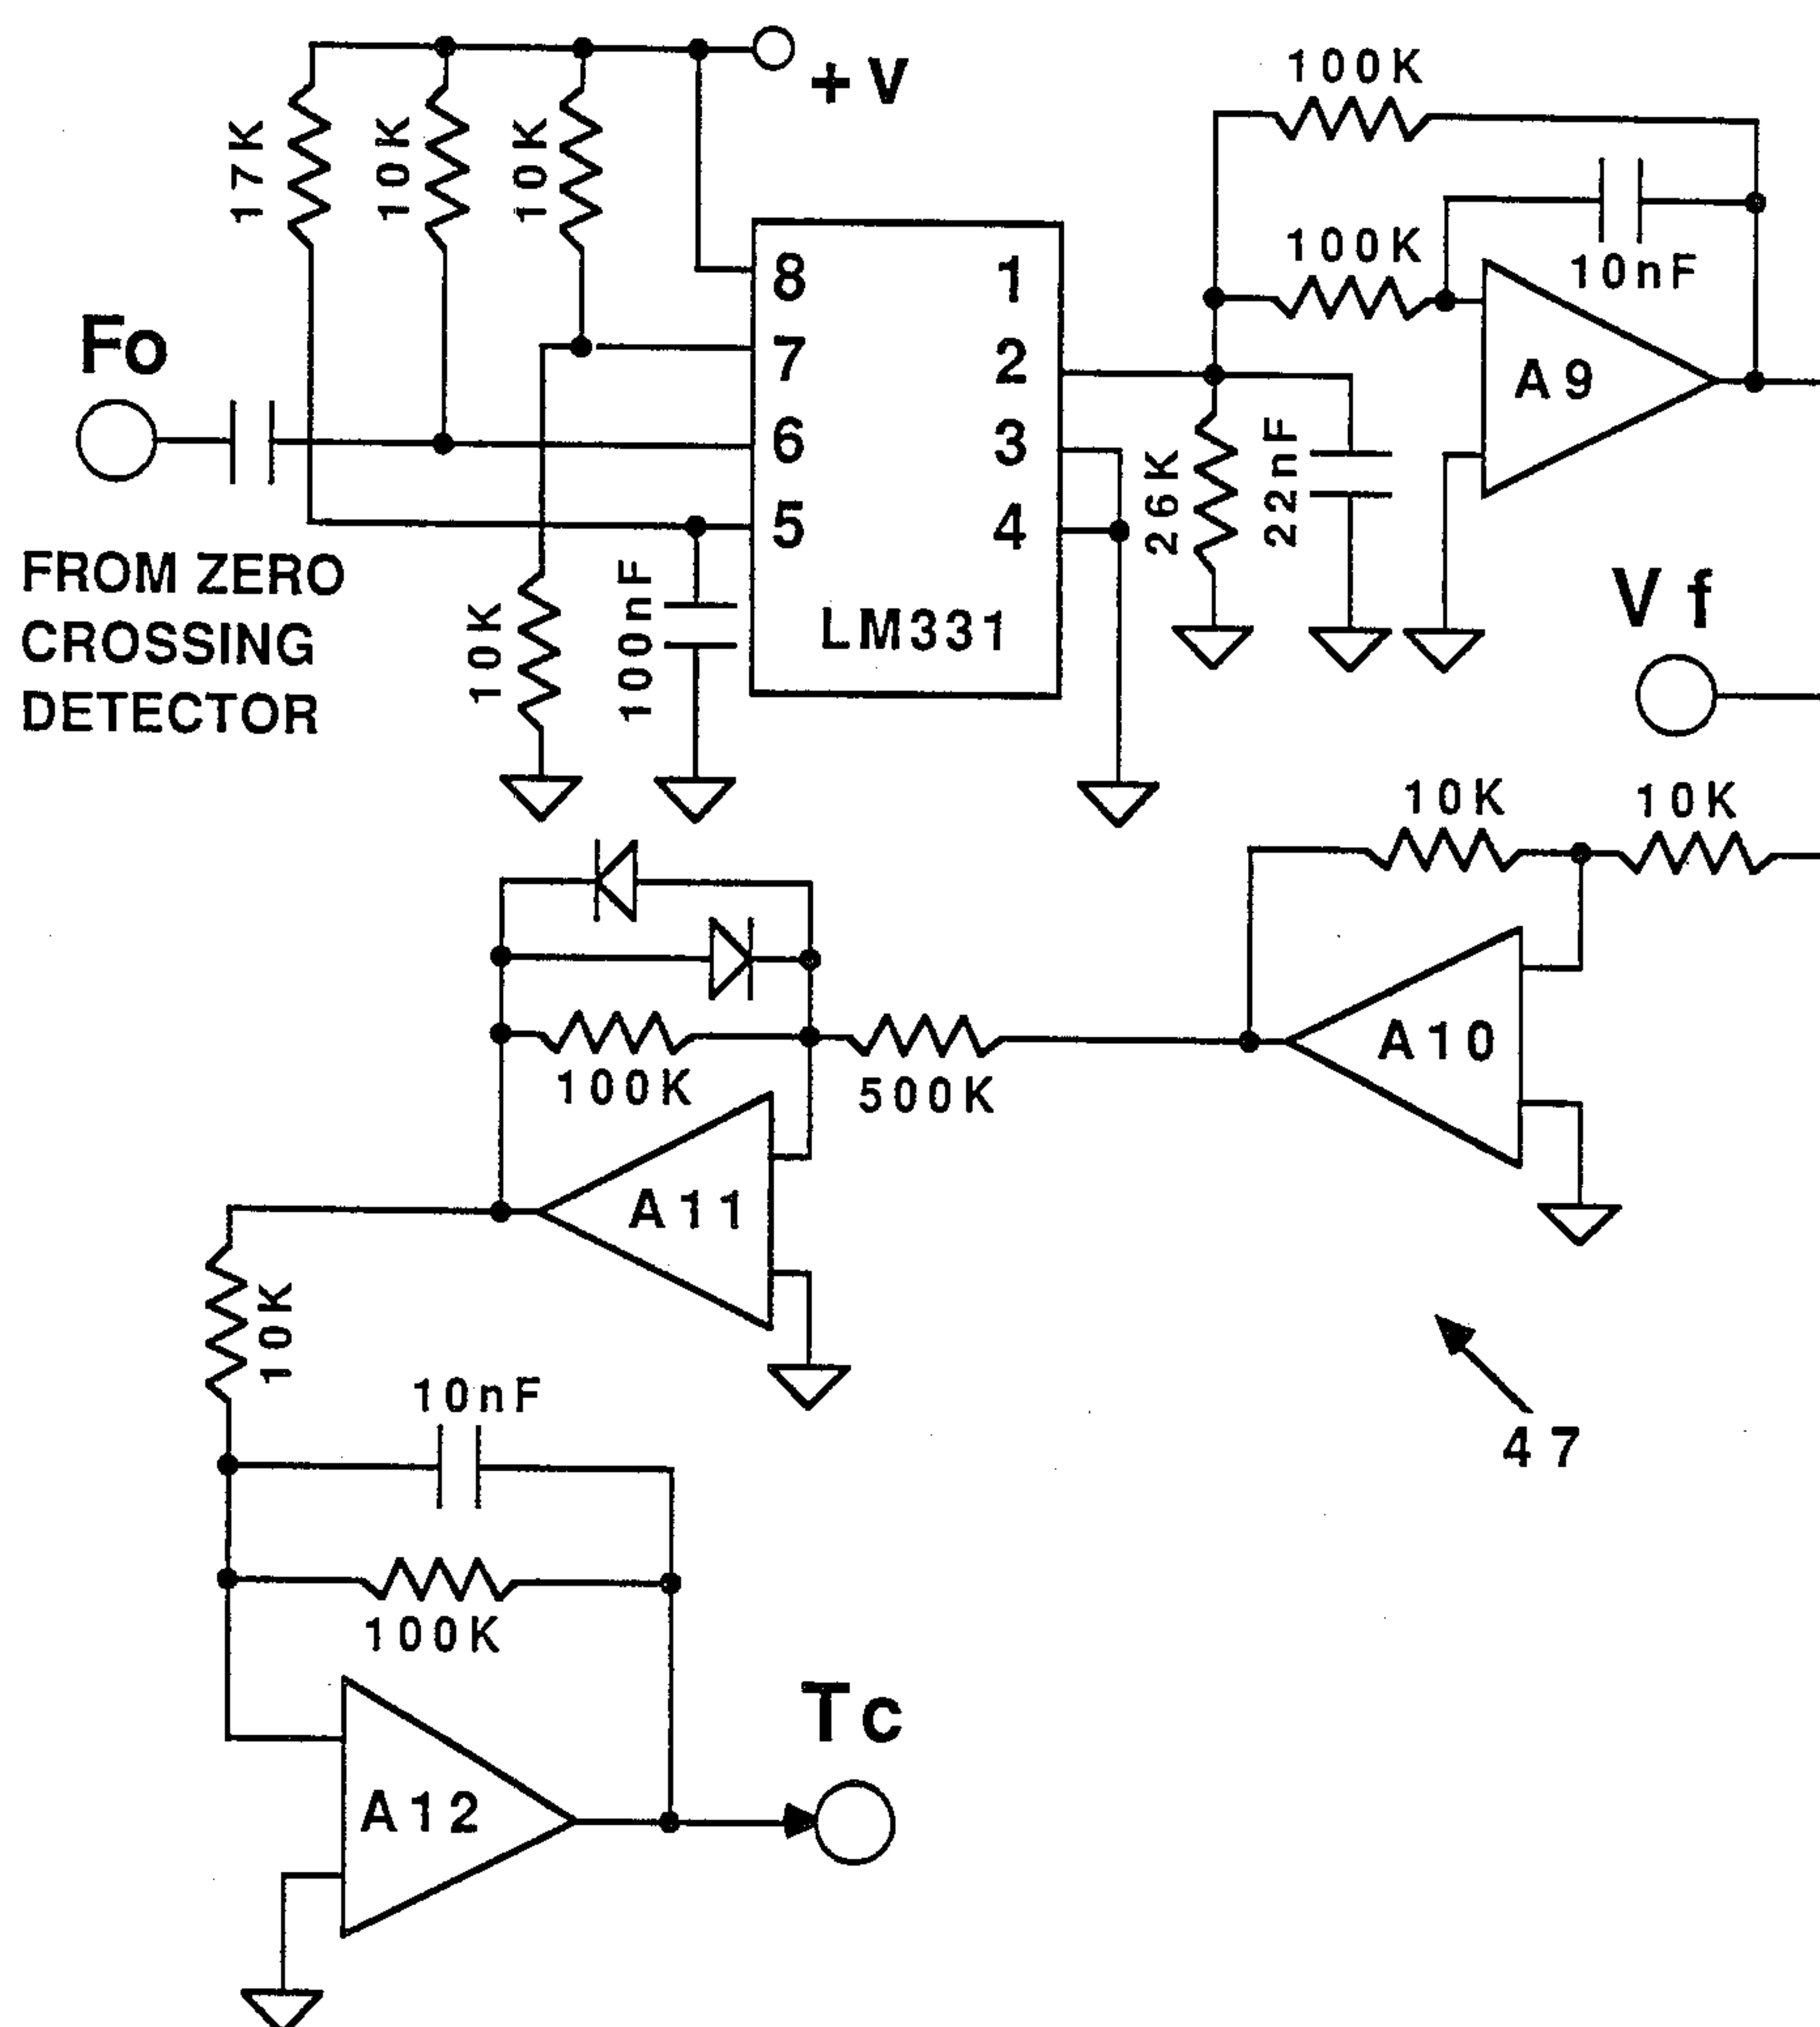 +V
100K
17K
10K
10K
100K
10nF
8
1
Fo
7
2
A9
6
3
26K
22nF
5
4
FROM ZERO
CROSSING
DETECTOR
10K
100nF
LM331
Vf
10K
10K
A10
100K
500K
A11
10K
10nF
47
100K
Tc
A12